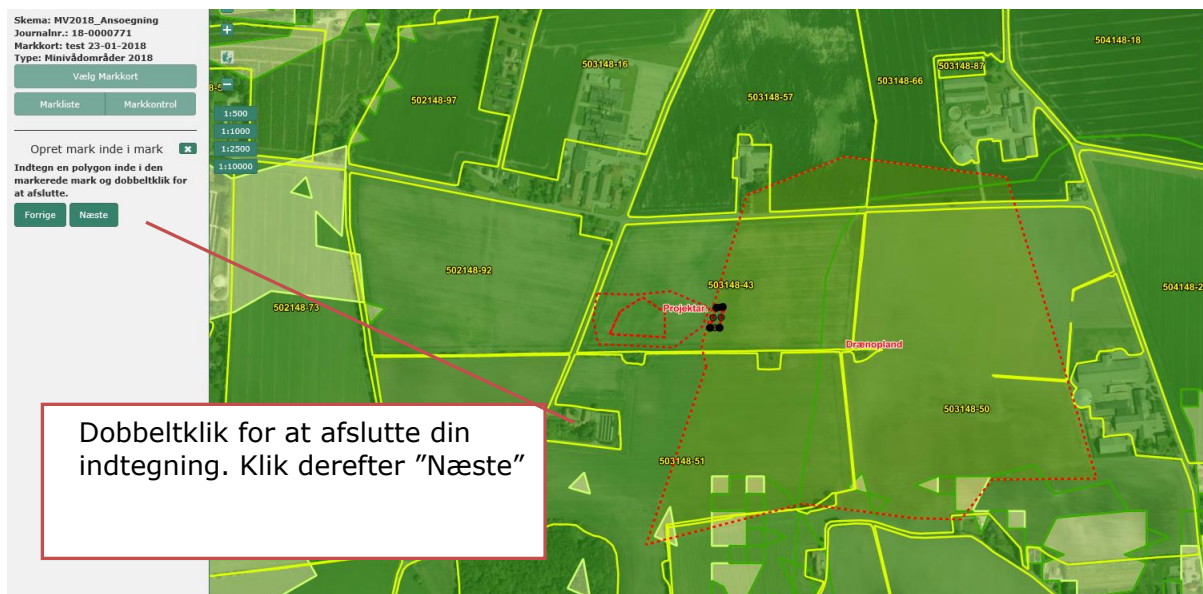 Skema: MV2018_Ansoegning
Journalnr.: 18-0000771
Markkort: test 23-01-2018
Type: Minivådområder 2018
Vælg Markkort
Markliste Markkontrol
Opret mark inde i mark
Indtegn en polygon inde i den
markerede mark og dobbeltklik for
at afslutte.
Forrige Næste
1:500
1:1000
1:2500
1:10000
504148-18
503148-16
503148-87
503148-66
502148-97
503148-57
502148-92
503148-43
504148-2
502148-73
Projektar.
Drænopland
503148-50
503148-51
Dobbeltklik for at afslutte din
indtegning. Klik derefter ”Næste”